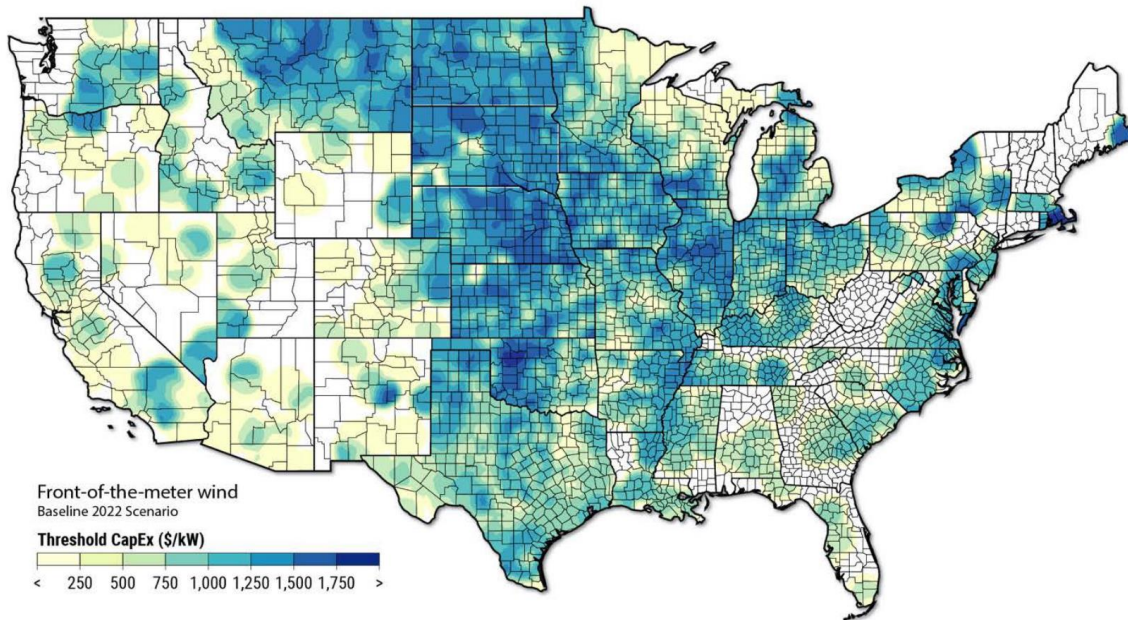 Front-of-the-meter wind
Baseline 2022 Scenario
Threshold CapEx ($/kW)
< 250 500 750 1,000 1,250 1,500 1,750 >